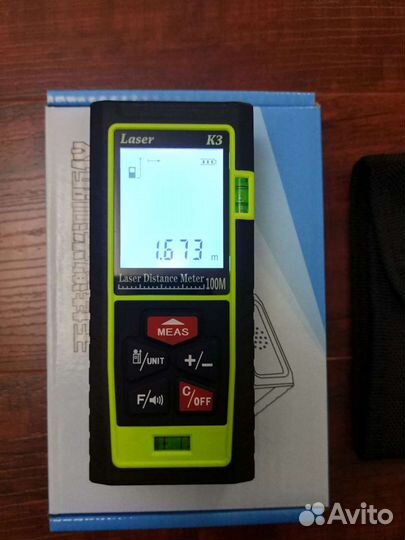 Laser K3
1.673 m
Laser Distance Meter 100M
MEAS
/UNIT +/−
F/ C/OFF
Avito